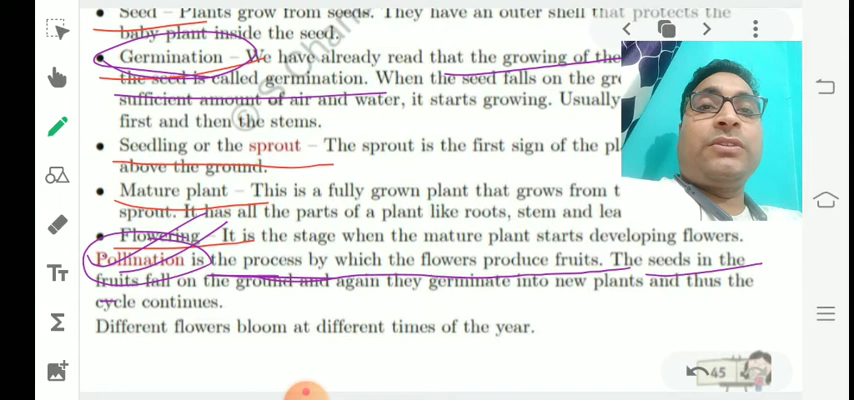 • Seed – Plants grow from seeds. They have an outer shell that protects the
baby plant inside the seed.
• Germination – We have already read that the growing of the
the seed is called germination. When the seed falls on the gro
sufficient amount of air and water, it starts growing. Usually
first and then the stems.
• Seedling or the sprout – The sprout is the first sign of the pl
above the ground.
• Mature plant – This is a fully grown plant that grows from t
sprout. It has all the parts of a plant like roots, stem and lea
• Flowering It is the stage when the mature plant starts developing flowers.
Pollination is the process by which the flowers produce fruits. The seeds in the
fruits fall on the ground and again they germinate into new plants and thus the
cycle continues.
Different flowers bloom at different times of the year.
45
Tт
Σ